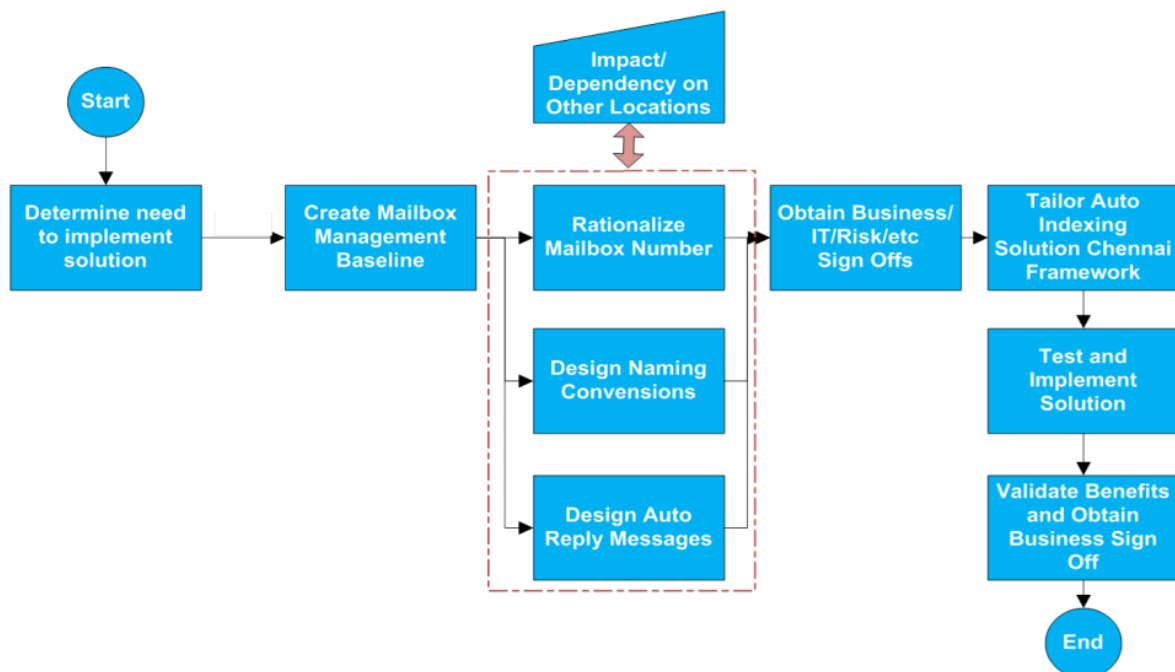 Start
Determine need
to implement
solution
Create Mailbox
Management
Baseline
Impact/
Dependency on
Other Locations
Rationalize
Mailbox Number
Design Naming
Convensions
Design Auto
Reply Messages
Obtain Business/
IT/Risk/etc
Sign Offs
Tailor Auto
Indexing
Solution Chennai
Framework
Test and
Implement
Solution
Validate Benefits
and Obtain
Business Sign
Off
End